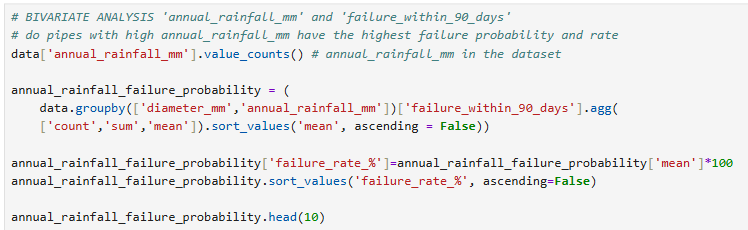 # BIVARIATE ANALYSIS 'annual_rainfall_mm' and 'failure_within_90_days'
# do pipes with high annual_rainfall_mm have the highest failure probability and rate
data['annual_rainfall_mm'].value_counts() # annual_rainfall_mm in the dataset

annual_rainfall_failure_probability = (
    data.groupby(['diameter_mm','annual_rainfall_mm'])['failure_within_90_days'].agg(
    ['count','sum','mean']).sort_values('mean', ascending = False))

annual_rainfall_failure_probability['failure_rate_%']=annual_rainfall_failure_probability['mean']*100
annual_rainfall_failure_probability.sort_values('failure_rate_%', ascending=False)

annual_rainfall_failure_probability.head(10)